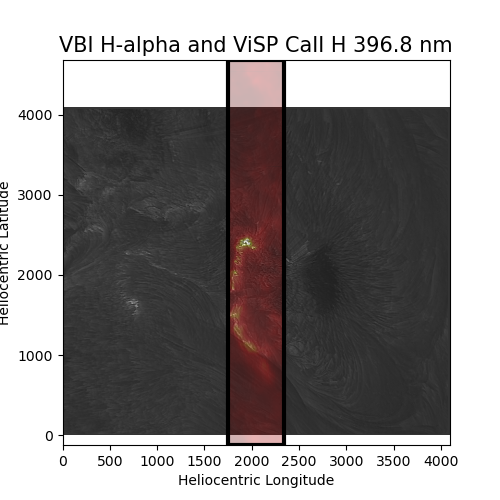 VBI H-alpha and ViSP CaII H 396.8 nm
4000
3000
2000
1000
0
Heliocentric Latitude
0 500 1000 1500 2000 2500 3000 3500 4000
Heliocentric Longitude